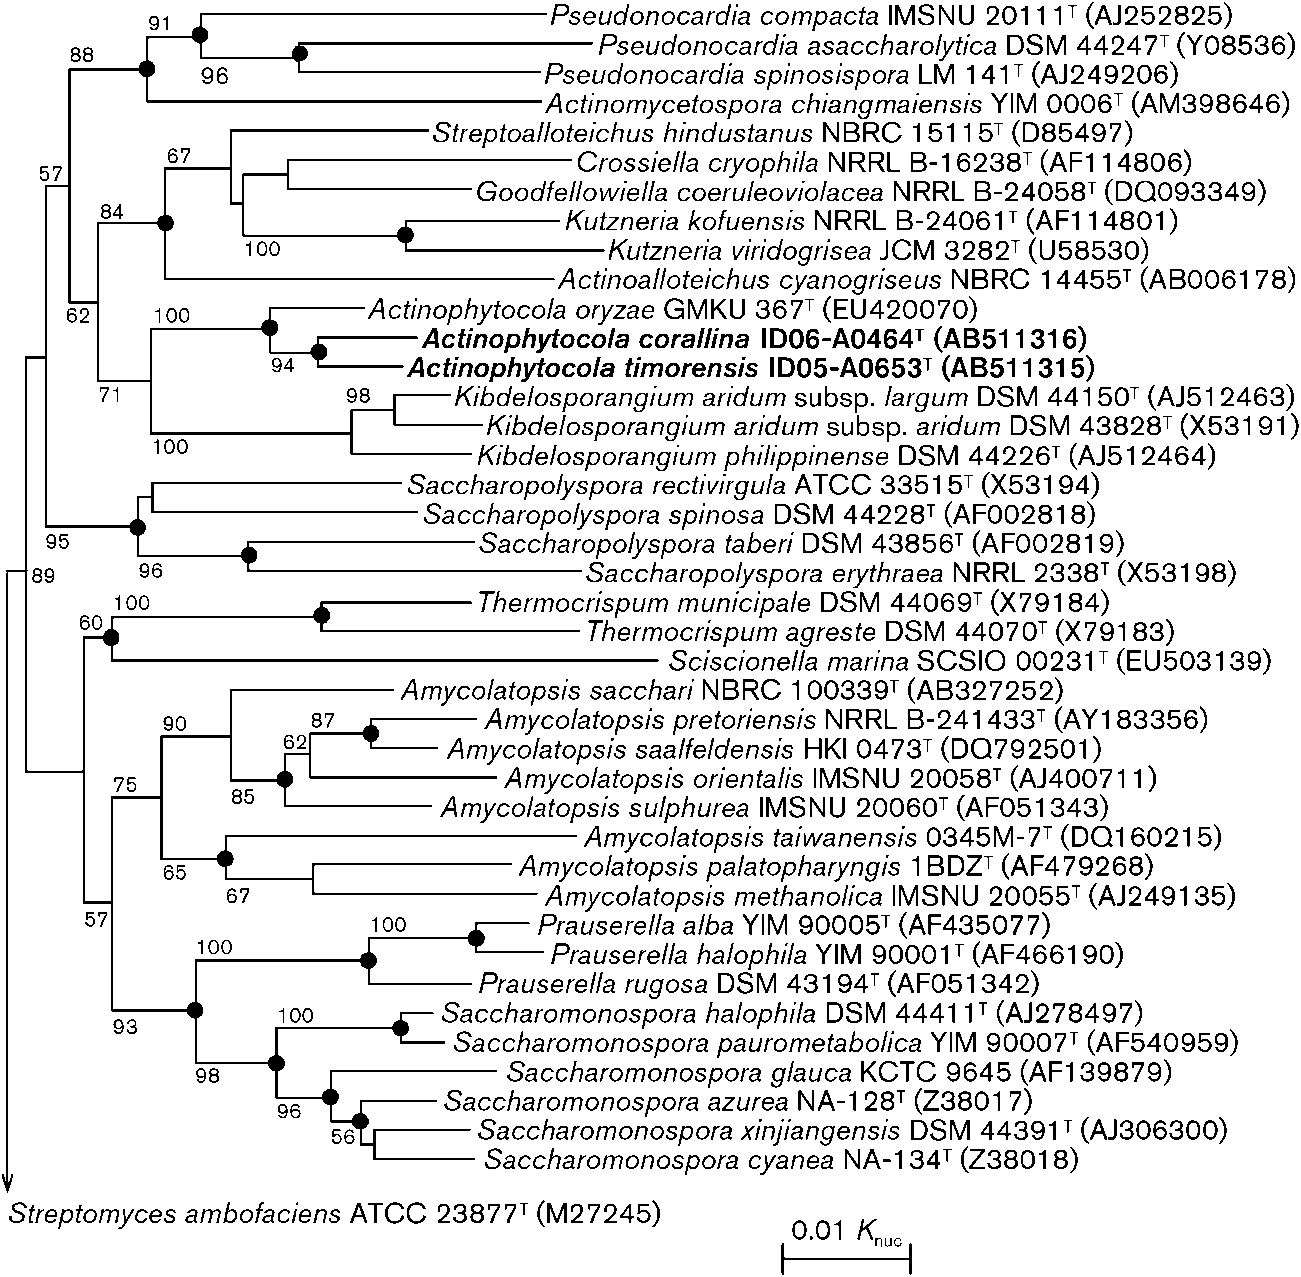 91 Pseudonocardia compacta IMSNU 20111ᵀ (AJ252825)
88 Pseudonocardia asaccharolytica DSM 44247ᵀ (Y08536)
96 Pseudonocardia spinosispora LM 141ᵀ (AJ249206)
Actinomycetospora chiangmaiensis YIM 0006ᵀ (AM398646)
Streptoalloteichus hindustanus NBRC 15115ᵀ (D85497)
67 Crossiella cryophila NRRL B-16238ᵀ (AF114806)
57 Goodfellowiella coeruleoviolacea NRRL B-24058ᵀ (DQ093349)
84 Kutzneria kofuensis NRRL B-24061ᵀ (AF114801)
100 Kutzneria viridogrisea JCM 3282ᵀ (U58530)
Actinoalloteichus cyanogriseus NBRC 14455ᵀ (AB006178)
62 100 Actinophytocola oryzae GMKU 367ᵀ (EU420070)
Actinophytocola corallina ID06-A0464ᵀ (AB511316)
94 Actinophytocola timorensis ID05-A0653ᵀ (AB511315)
71 98 Kibdelosporangium aridum subsp. largum DSM 44150ᵀ (AJ512463)
Kibdelosporangium aridum subsp. aridum DSM 43828ᵀ (X53191)
100 Kibdelosporangium philippinense DSM 44226ᵀ (AJ512464)
Saccharopolyspora rectivirgula ATCC 33515ᵀ (X53194)
Saccharopolyspora spinosa DSM 44228ᵀ (AF002818)
95 Saccharopolyspora taberi DSM 43856ᵀ (AF002819)
89 96 Saccharopolyspora erythraea NRRL 2338ᵀ (X53198)
100 Thermocrispum municipale DSM 44069ᵀ (X79184)
60 Thermocrispum agreste DSM 44070ᵀ (X79183)
Sciscionella marina SCSIO 00231ᵀ (EU503139)
Amycolatopsis sacchari NBRC 100339ᵀ (AB327252)
90 87 Amycolatopsis pretoriensis NRRL B-241433ᵀ (AY183356)
62 Amycolatopsis saalfeldensis HKI 0473ᵀ (DQ792501)
75 Amycolatopsis orientalis IMSNU 20058ᵀ (AJ400711)
85 Amycolatopsis sulphurea IMSNU 20060ᵀ (AF051343)
Amycolatopsis taiwanensis 0345M-7ᵀ (DQ160215)
65 Amycolatopsis palatopharyngis 1BDZᵀ (AF479268)
67 Amycolatopsis methanolica IMSNU 20055ᵀ (AJ249135)
57 100 Prauserella alba YIM 90005ᵀ (AF435077)
100 Prauserella halophila YIM 90001ᵀ (AF466190)
Prauserella rugosa DSM 43194ᵀ (AF051342)
93 100 Saccharomonospora halophila DSM 44411ᵀ (AJ278497)
Saccharomonospora paurometabolica YIM 90007ᵀ (AF540959)
98 Saccharomonospora glauca KCTC 9645 (AF139879)
96 Saccharomonospora azurea NA-128ᵀ (Z38017)
56 Saccharomonospora xinjiangensis DSM 44391ᵀ (AJ306300)
Saccharomonospora cyanea NA-134ᵀ (Z38018)
Streptomyces ambofaciens ATCC 23877ᵀ (M27245)
0.01 Knuc